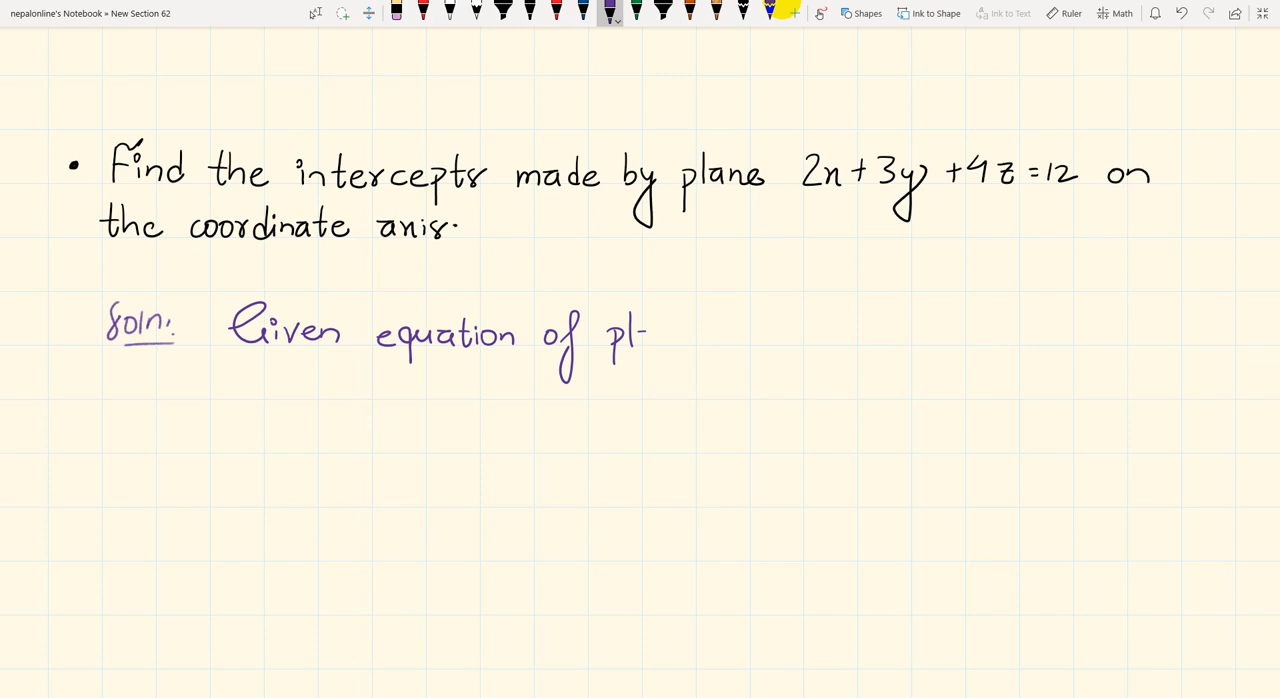 nepalonline's Notebook » New Section 62
Shapes Ink to Shape Ink to Text Ruler Math
• Find the intercepts made by plane 2x+3y+4z=12 on
the coordinate axis.
Soln: Given equation of pl